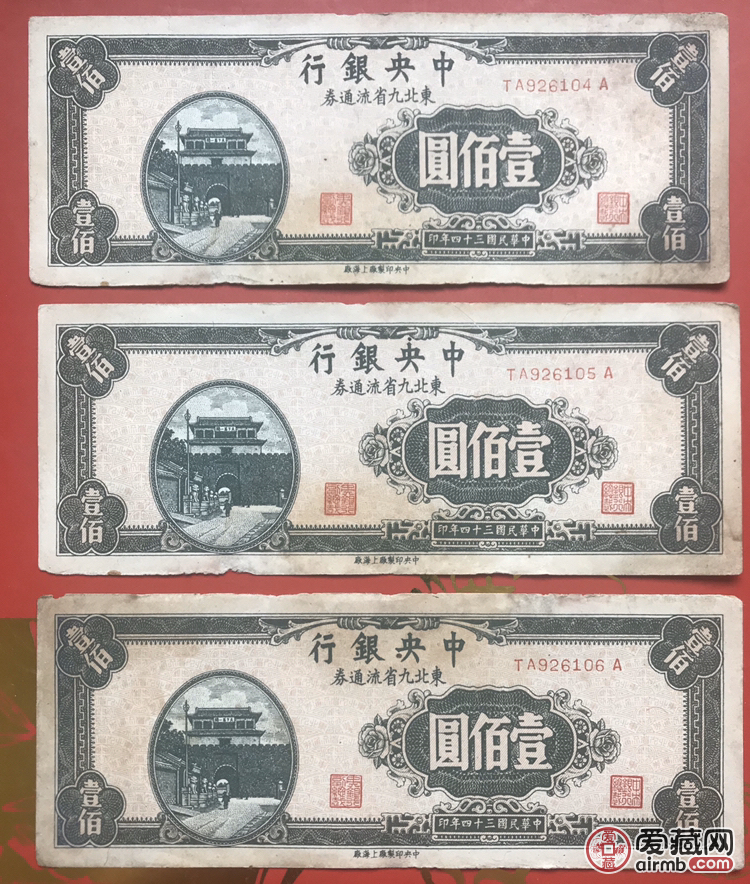 壹佰
中央銀行
東北九省流通券
TA926104 A
壹佰
壹佰圓
壹佰
中華民國三十四年印
壹佰
中央印製廠上海廠
壹佰
中央銀行
東北九省流通券
TA926105 A
壹佰
壹佰圓
壹佰
中華民國三十四年印
壹佰
中央印製廠上海廠
壹佰
中央銀行
東北九省流通券
TA926106 A
壹佰
壹佰圓
壹佰
中華民國三十四年印
中央印製廠上海廠
爱藏网
airmb.com